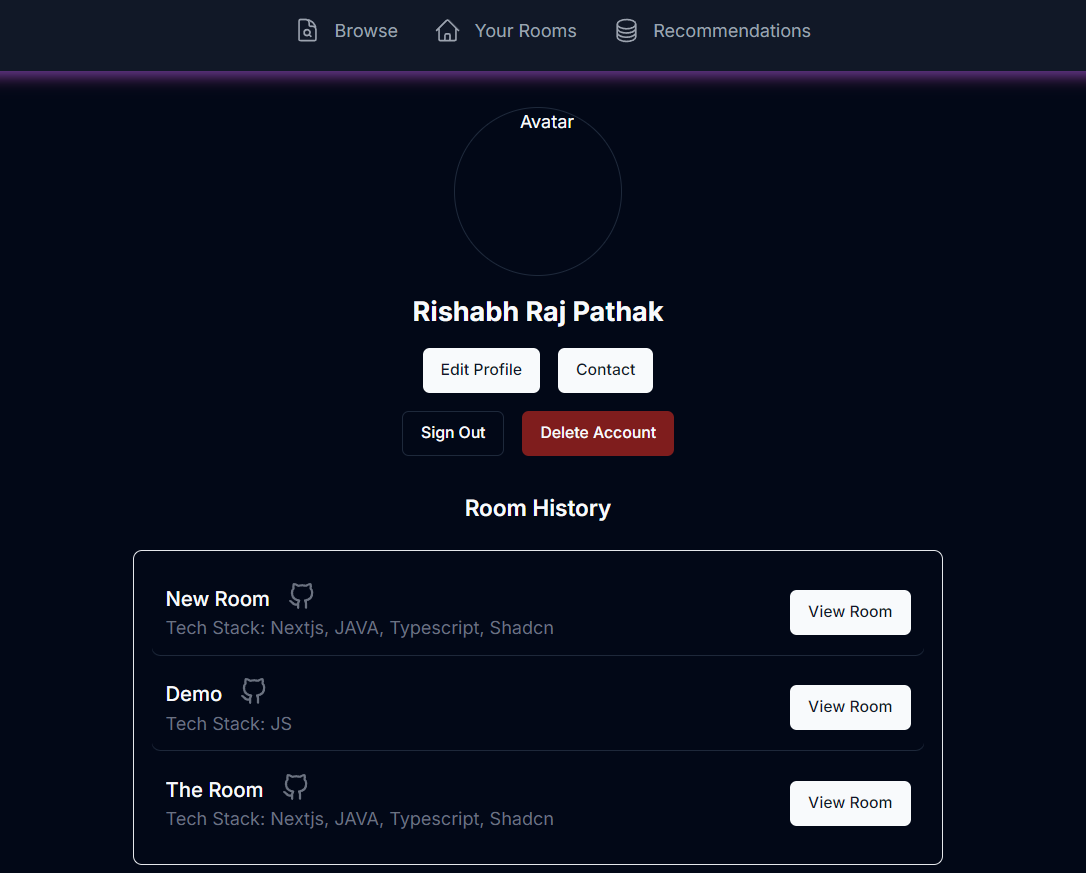 Browse Your Rooms Recommendations
Avatar
Rishabh Raj Pathak
Edit Profile Contact
Sign Out Delete Account
Room History
New Room
Tech Stack: Nextjs, JAVA, Typescript, Shadcn
View Room
Demo
Tech Stack: JS
View Room
The Room
Tech Stack: Nextjs, JAVA, Typescript, Shadcn
View Room